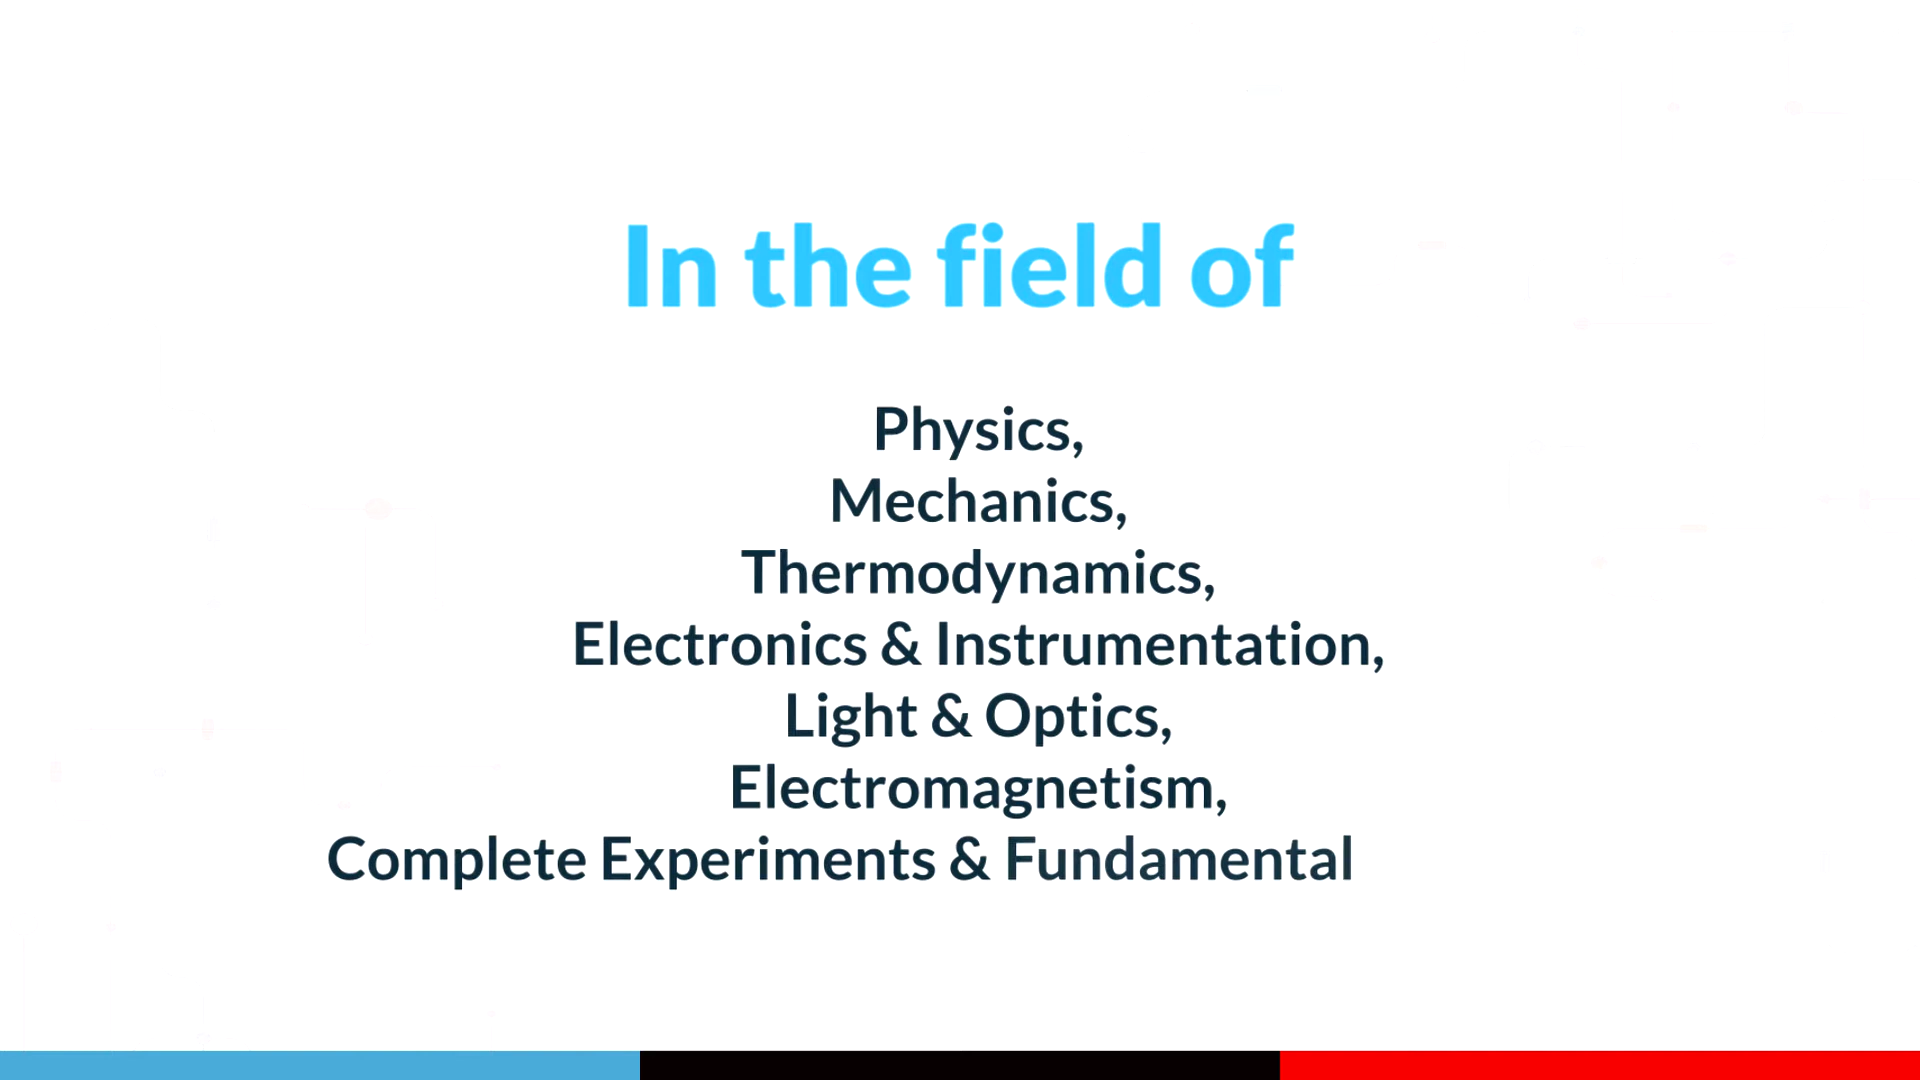 In the field of
Physics,
Mechanics,
Thermodynamics,
Electronics & Instrumentation,
Light & Optics,
Electromagnetism,
Complete Experiments & Fundamental